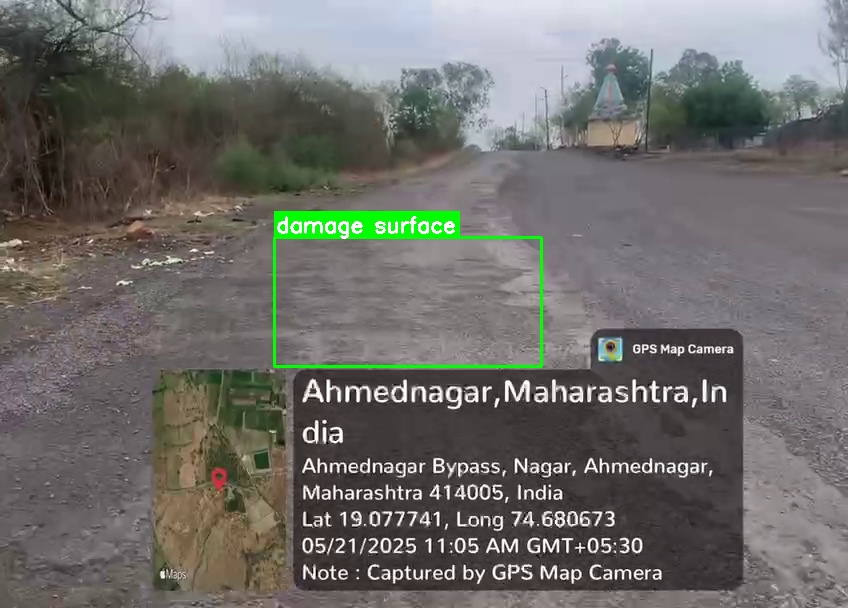 damage surface
GPS Map Camera
Ahmednagar,Maharashtra,In
dia
Ahmednagar Bypass, Nagar, Ahmednagar,
Maharashtra 414005, India
Lat 19.077741, Long 74.680673
05/21/2025 11:05 AM GMT+05:30
Note : Captured by GPS Map Camera
Maps